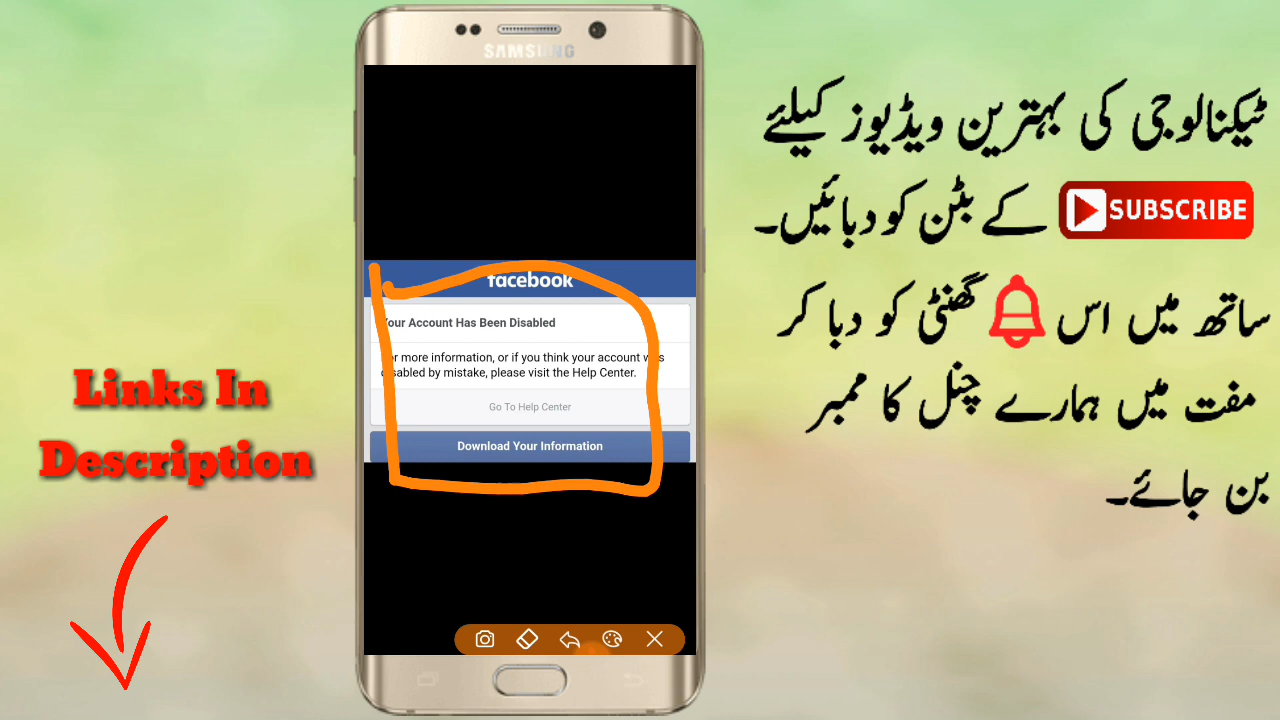 SAMSUNG
facebook
Your Account Has Been Disabled
For more information, or if you think your account was
disabled by mistake, please visit the Help Center.
Go To Help Center
Download Your Information
Links In
Description
ٹیکنالوجی کی بہترین ویڈیوز کیلئے
SUBSCRIBE کے بٹن کو دبائیں۔
ساتھ میں اس گھنٹی کو دبا کر
مفت میں ہمارے چنل کا ممبر
بن جائے۔